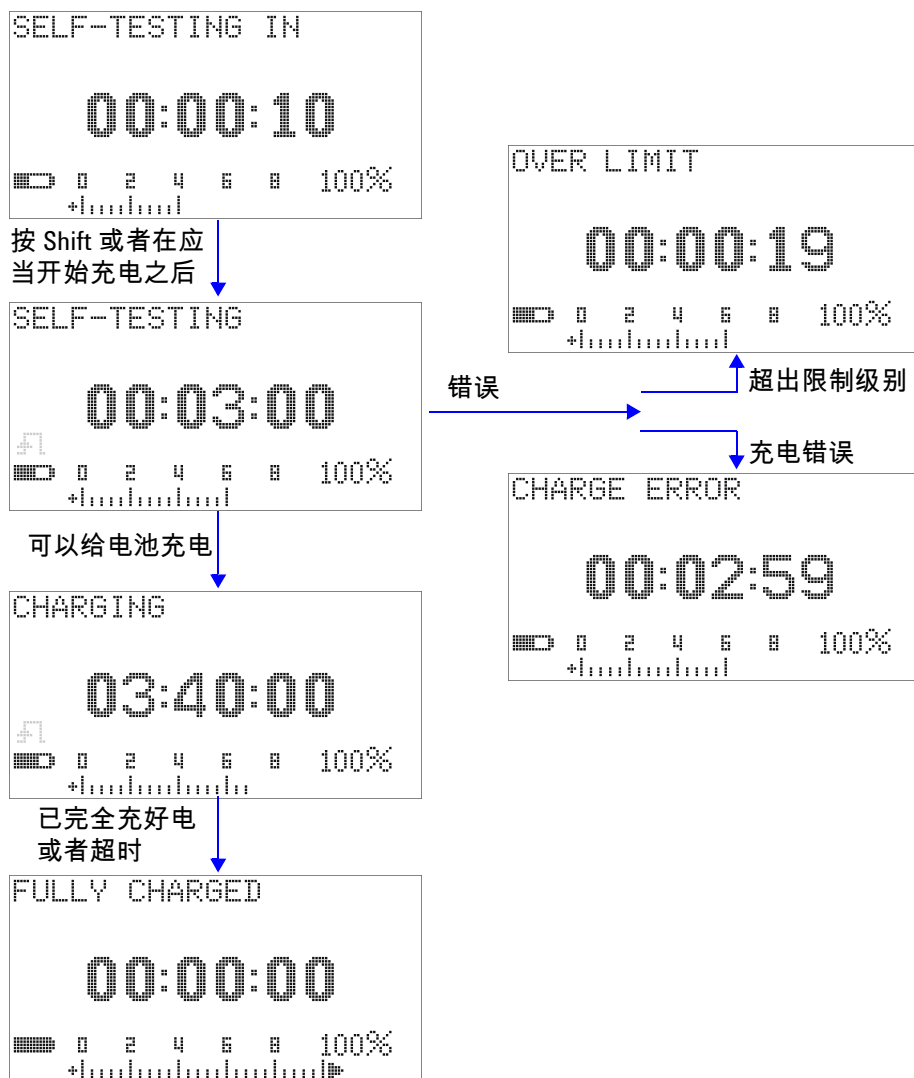 SELF-TESTING IN
00:00:10
0 2 4 6 8 100%
按 Shift 或者在应
当开始充电之后
SELF-TESTING
00:03:00
0 2 4 6 8 100%
可以给电池充电
CHARGING
03:40:00
0 2 4 6 8 100%
已完全充好电
或者超时
FULLY CHARGED
00:00:00
0 2 4 6 8 100%
错误
OVER LIMIT
00:00:19
0 2 4 6 8 100%
超出限制级别
充电错误
CHARGE ERROR
00:02:59
0 2 4 6 8 100%